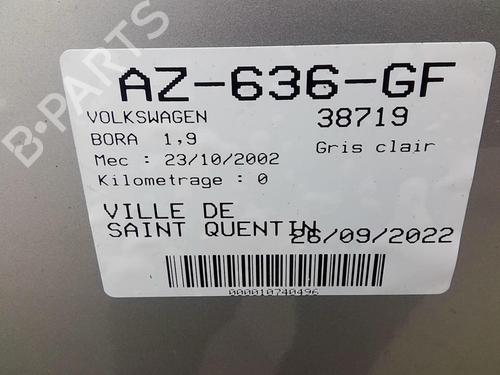 B-PARTS
AZ-636-GF
VOLKSWAGEN 38719
BORA 1,9 Gris clair
Mec : 23/10/2002
Kilometrage : 0
VILLE DE
SAINT QUENTIN 26/09/2022
000010740496